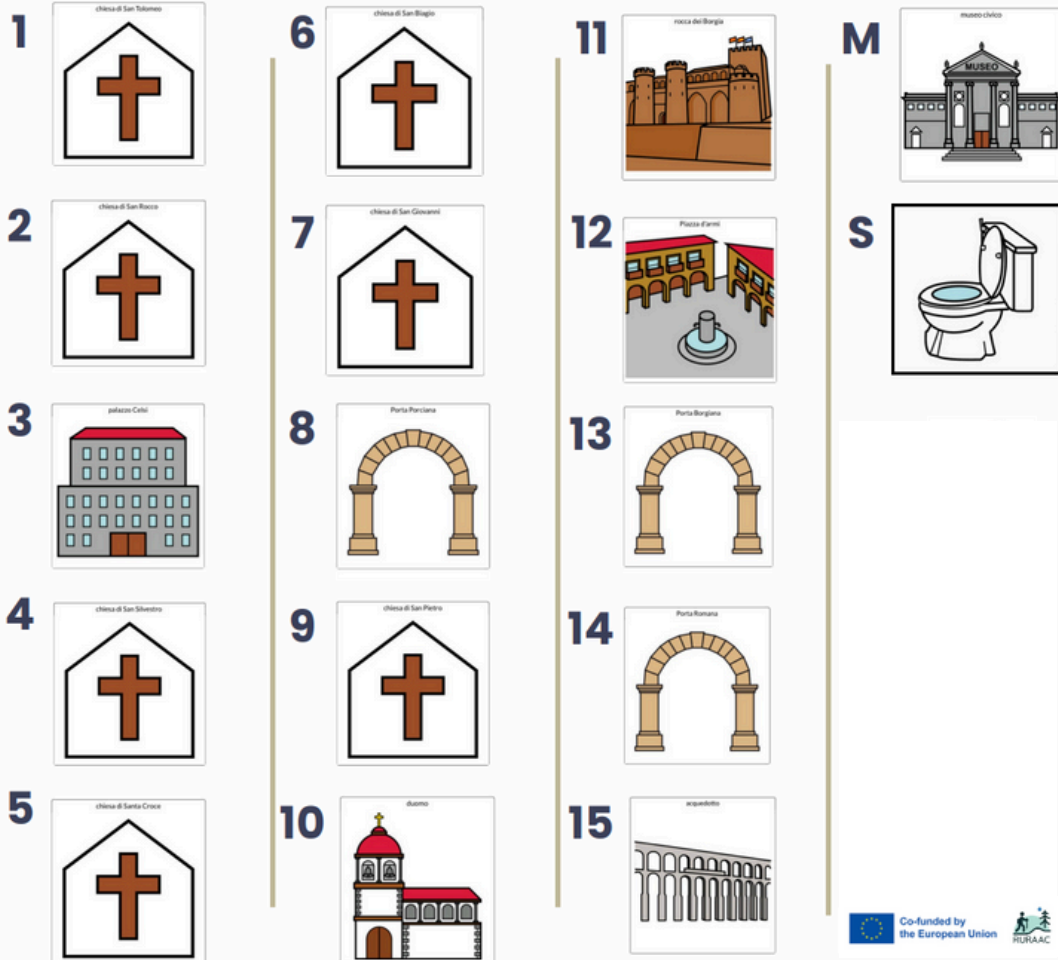 1
chiesa di San Tolomeo
2
chiesa di San Rocco
3
palazzo Celsi
4
chiesa di San Silvestro
5
chiesa di Santa Croce
6
chiesa di San Biagio
7
chiesa di San Giovanni
8
Porta Porciana
9
chiesa di San Pietro
10
duomo
11
rocca dei Borgia
12
Piazza d'armi
13
Porta Borgiana
14
Porta Romana
15
acquedotto
M
museo civico
MUSEO
S
Co-funded by
the European Union
RURAAC